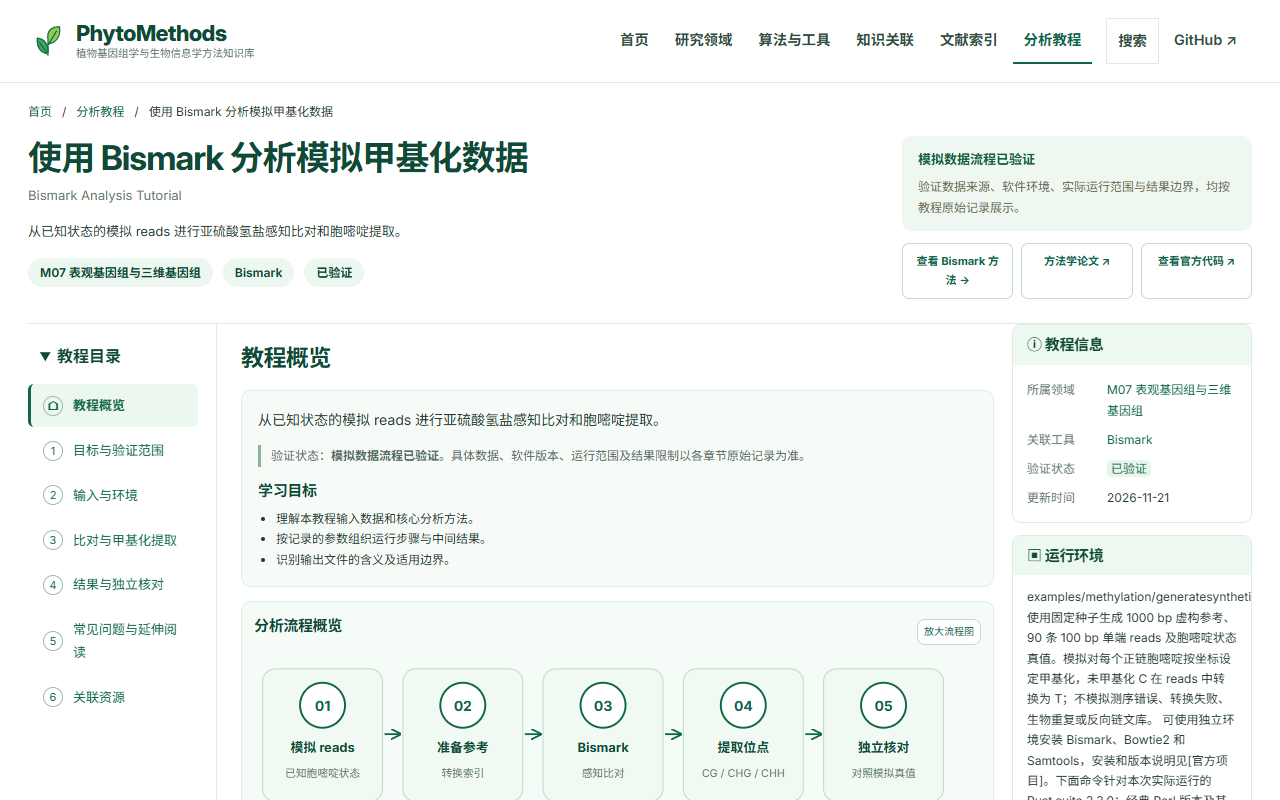 PhytoMethods
植物基因组学与生物信息学方法知识库
首页
研究领域
算法与工具
知识关联
文献索引
分析教程
搜索
GitHub ↗
首页 / 分析教程 / 使用 Bismark 分析模拟甲基化数据
使用 Bismark 分析模拟甲基化数据
Bismark Analysis Tutorial
从已知状态的模拟 reads 进行亚硫酸氢盐感知比对和胞嘧啶提取。
M07 表观基因组与三维基因组
Bismark
已验证
模拟数据流程已验证
验证数据来源、软件环境、实际运行范围与结果边界，均按
教程原始记录展示。
查看 Bismark 方
法 →
方法学论文 ↗
查看官方代码 ↗
▼ 教程目录
教程概览
1 目标与验证范围
2 输入与环境
3 比对与甲基化提取
4 结果与独立核对
5 常见问题与延伸阅
读
6 关联资源
教程概览
从已知状态的模拟 reads 进行亚硫酸氢盐感知比对和胞嘧啶提取。
验证状态：模拟数据流程已验证。具体数据、软件版本、运行范围及结果限制以各章节原始记录为准。
学习目标
• 理解本教程输入数据和核心分析方法。
• 按记录的参数组织运行步骤与中间结果。
• 识别输出文件的含义及适用边界。
分析流程概览
放大流程图
01
模拟 reads
已知胞嘧啶状态
02
准备参考
转换索引
03
Bismark
感知比对
04
提取位点
CG / CHG / CHH
05
独立核对
对照模拟真值
ⓘ 教程信息
所属领域 M07 表观基因组与三维
基因组
关联工具 Bismark
验证状态 已验证
更新时间 2026-11-21
▣ 运行环境
examples/methylation/generatesyntheti
使用固定种子生成 1000 bp 虚构参考、
90 条 100 bp 单端 reads 及胞嘧啶状态
真值。模拟对每个正链胞嘧啶按坐标设
定甲基化，未甲基化 C 在 reads 中转
换为 T；不模拟测序错误、转换失败、
生物重复或反向链文库。 可使用独立环
境安装 Bismark、Bowtie2 和
Samtools，安装和版本说明见[官方项
目]。下面命令针对本次实际运行的